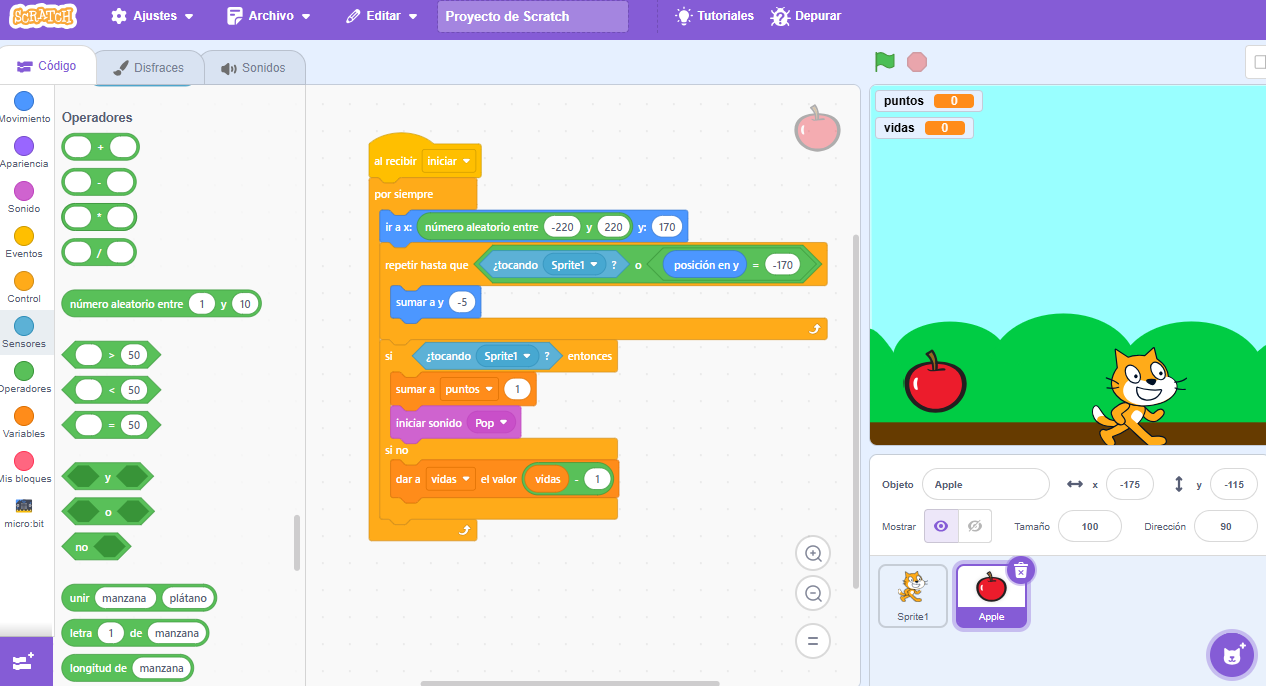 SCRATCH
Ajustes
Archivo
Editar
Proyecto de Scratch
Tutoriales
Depurar
Código
Disfraces
Sonidos
Movimiento
Apariencia
Sonido
Eventos
Control
Sensores
Operadores
Variables
Mis bloques
micro:bit
Operadores
+
-
*
/
número aleatorio entre 1 y 10
> 50
< 50
= 50
y
o
no
unir manzana plátano
letra 1 de manzana
longitud de manzana
al recibir iniciar
por siempre
ir a x: número aleatorio entre -220 y 220 y: 170
repetir hasta que ¿tocando Sprite1 ? o posición en y = -170
sumar a y -5
si ¿tocando Sprite1 ? entonces
sumar a puntos 1
iniciar sonido Pop
si no
dar a vidas el valor vidas - 1
puntos 0
vidas 0
Objeto Apple x -175 y -115
Mostrar Tamaño 100 Dirección 90
Sprite1
Apple